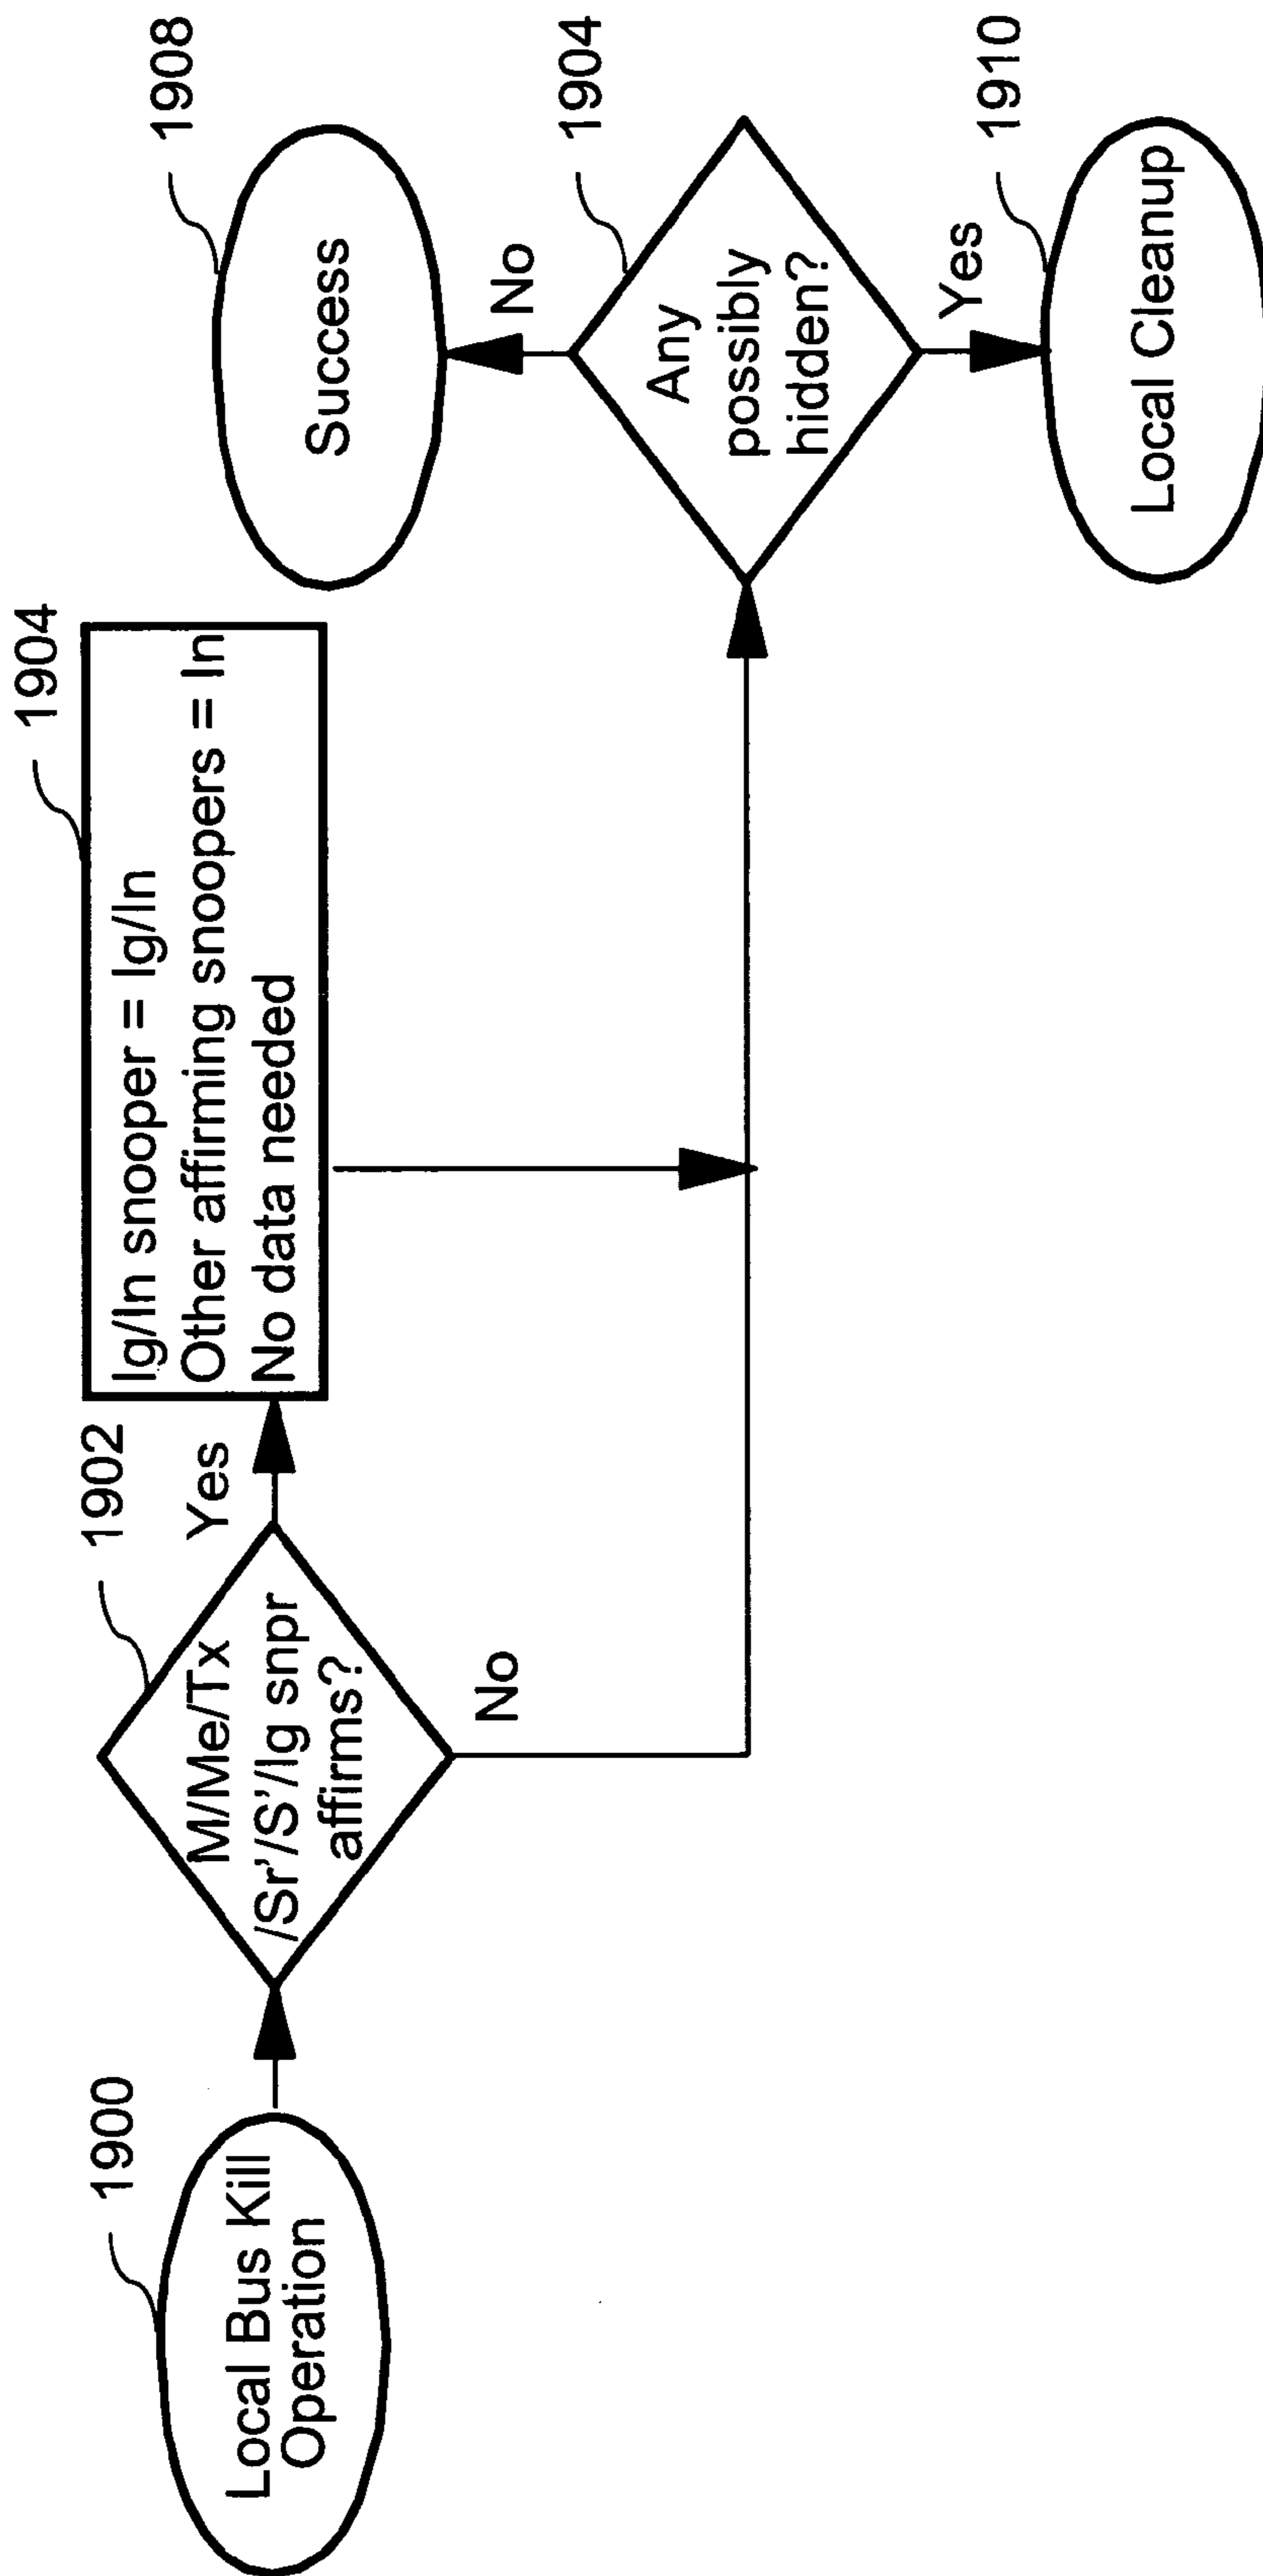 1900
Local Bus Kill
Operation
1902
M/Me/Tx
/Sr'/S'/Ig snpr
affirms?
Yes
No
1904
Ig/In snooper = Ig/In
Other affirming snoopers = In
No data needed
1908
Success
No
1904
Any
possibly
hidden?
Yes
1910
Local Cleanup